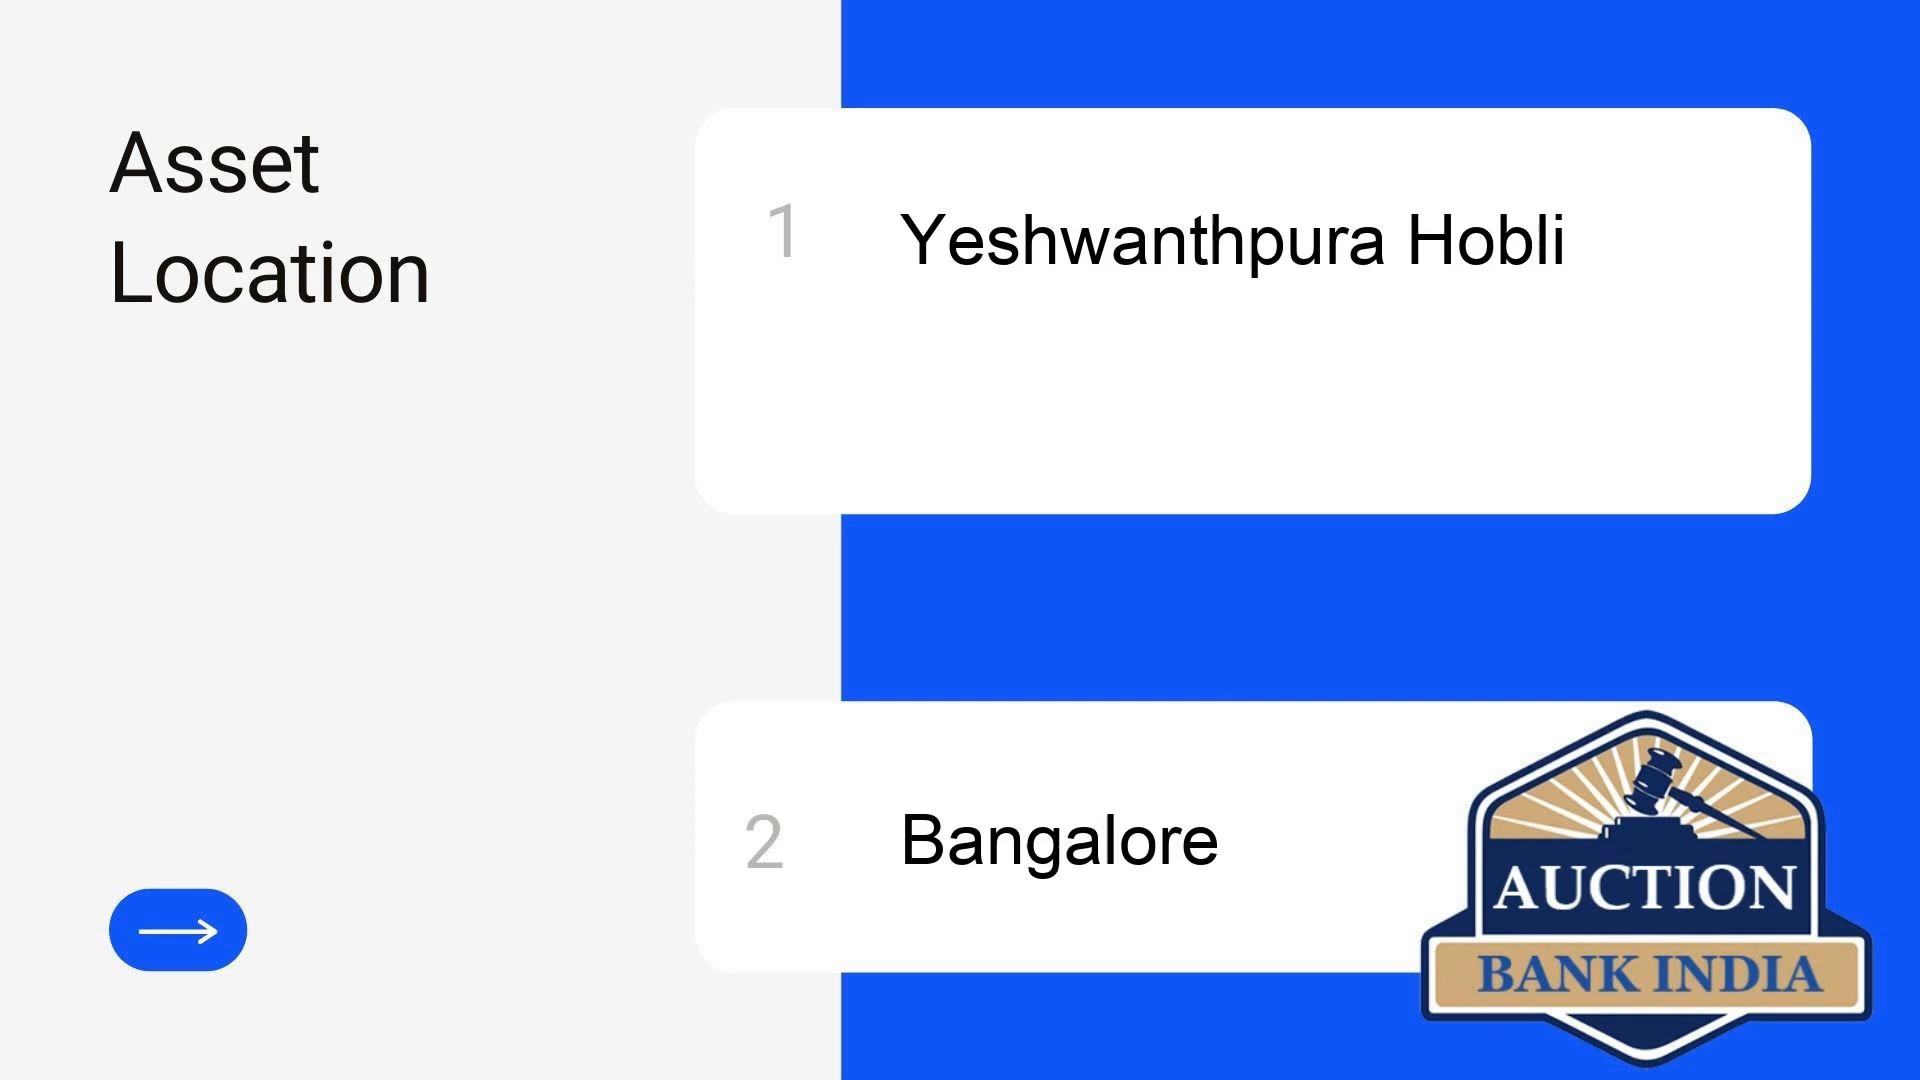 Asset
Location
1
Yeshwanthpura Hobli
2
Bangalore
AUCTION
BANK INDIA